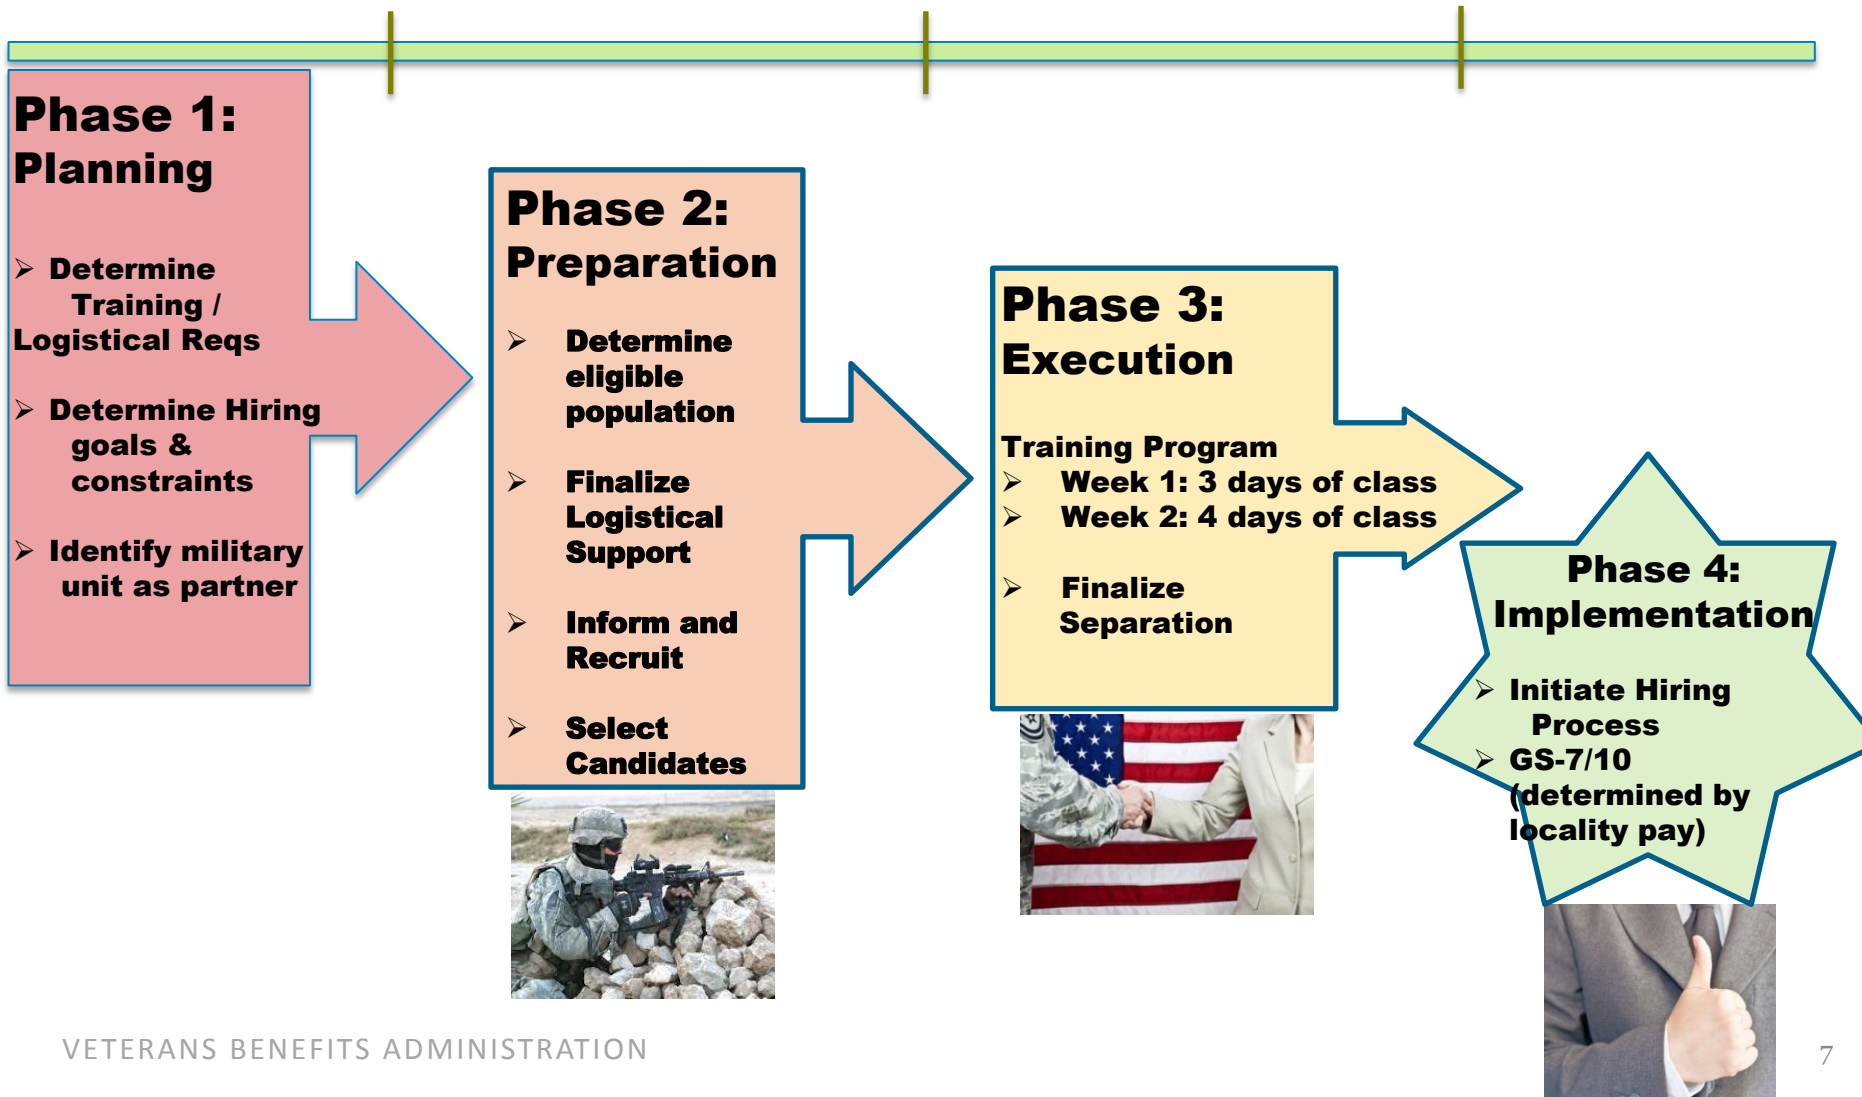 Phase 1:
Planning
➢ Determine
Training /
Logistical Reqs
➢ Determine Hiring
goals &
constraints
➢ Identify military
unit as partner
Phase 2:
Preparation
➢ Determine
eligible
population
➢ Finalize
Logistical
Support
➢ Inform and
Recruit
➢ Select
Candidates
Phase 3:
Execution
Training Program
➢ Week 1: 3 days of class
➢ Week 2: 4 days of class
➢ Finalize
Separation
Phase 4:
Implementation
➢ Initiate Hiring
Process
➢ GS-7/10
(determined by
locality pay)
VETERANS BENEFITS ADMINISTRATION
7